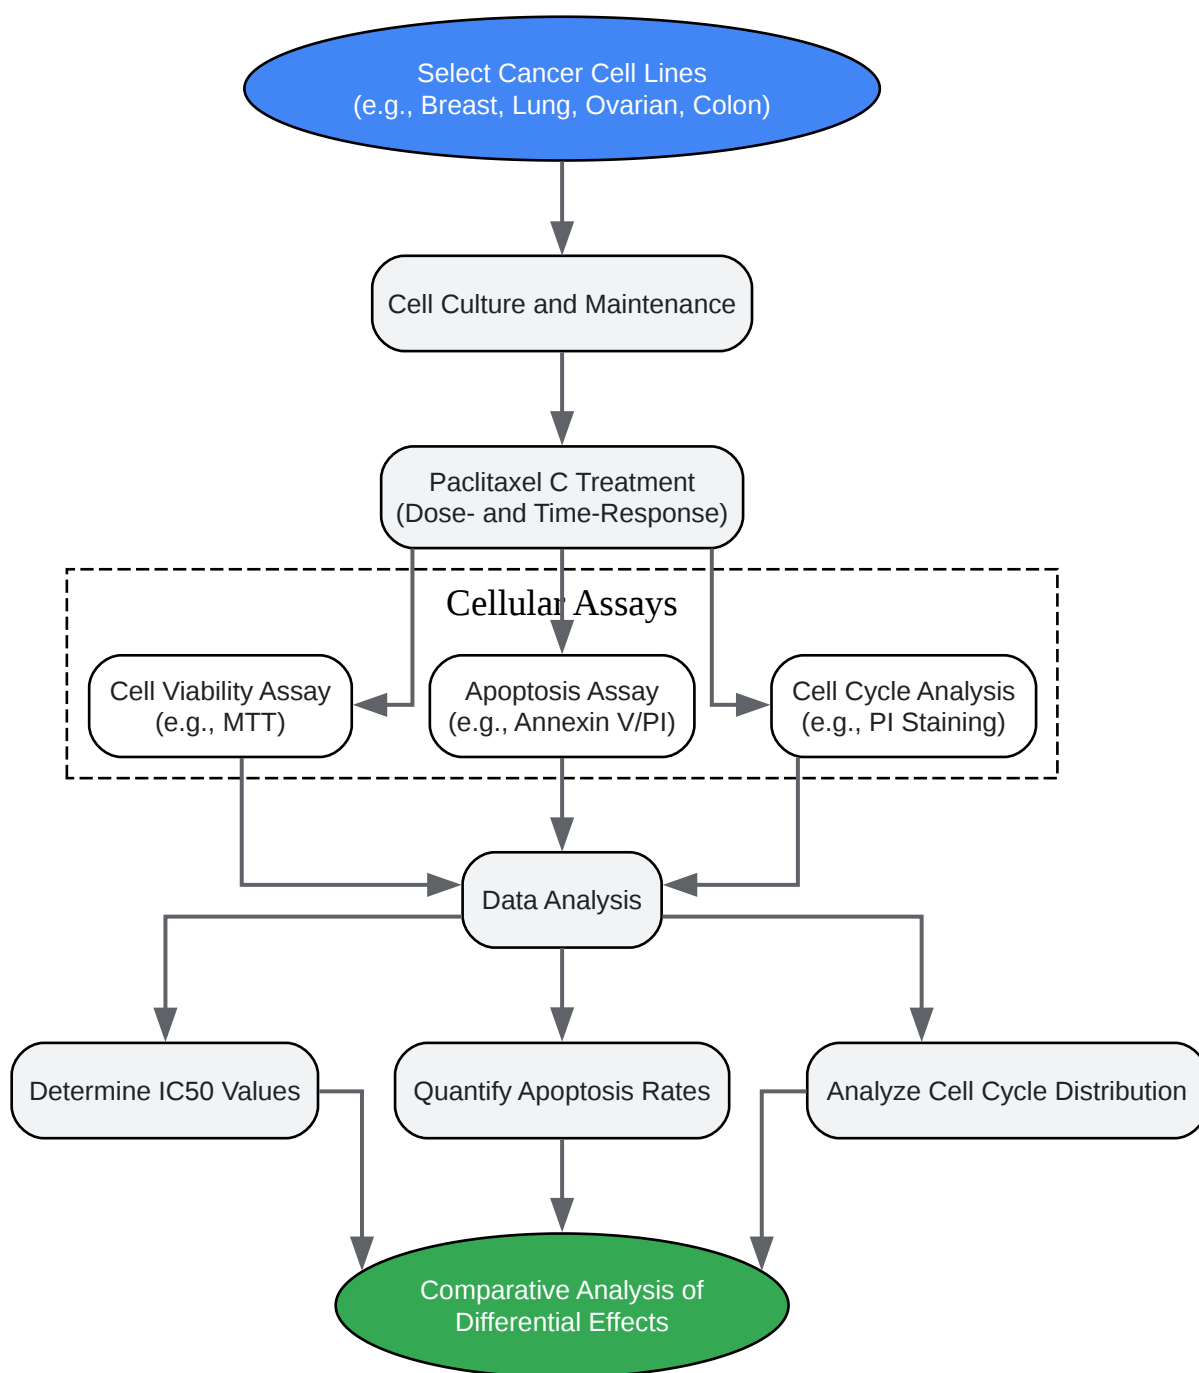 Select Cancer Cell Lines
(e.g., Breast, Lung, Ovarian, Colon)
Cell Culture and Maintenance
Paclitaxel C Treatment
(Dose- and Time-Response)
Cellular Assays
Cell Viability Assay
(e.g., MTT)
Apoptosis Assay
(e.g., Annexin V/PI)
Cell Cycle Analysis
(e.g., PI Staining)
Data Analysis
Determine IC50 Values
Quantify Apoptosis Rates
Analyze Cell Cycle Distribution
Comparative Analysis of
Differential Effects